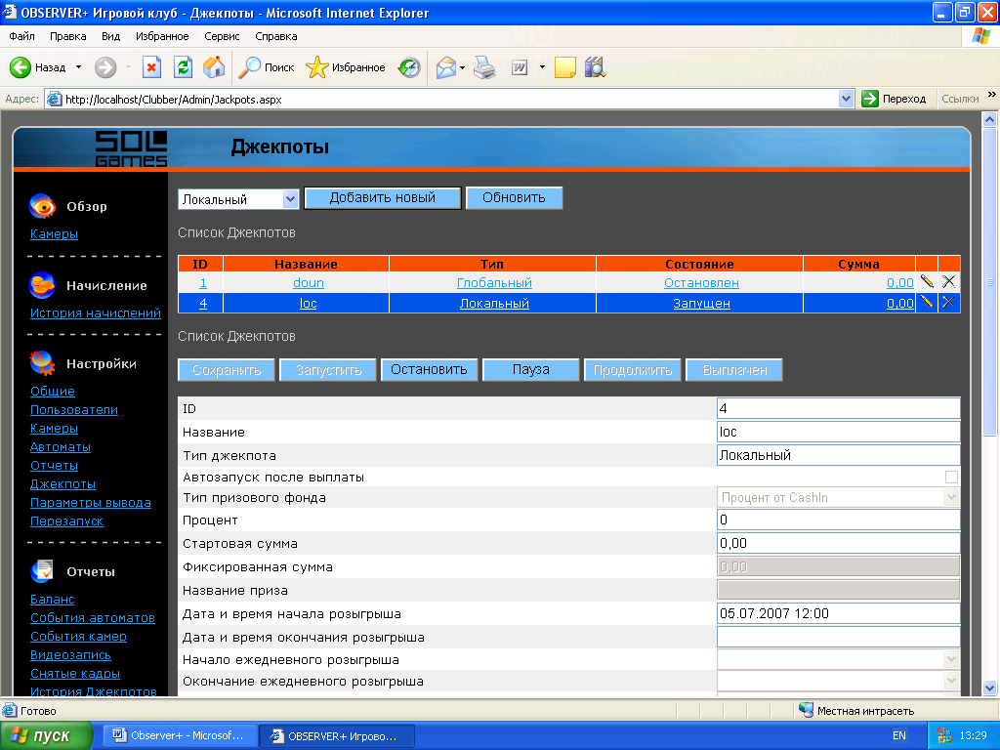 OBSERVER+ Игровой клуб - Джекпоты - Microsoft Internet Explorer
Файл Правка Вид Избранное Сервис Справка
Назад Поиск Избранное
Адрес: http://localhost/Clubber/Admin/Jackpots.aspx Переход Ссылки »
SOL GAMES
Джекпоты
Обзор
Камеры
Начисление
История начислений
Настройки
Общие
Пользователи
Камеры
Автоматы
Отчеты
Джекпоты
Параметры вывода
Перезапуск
Отчеты
Баланс
События автоматов
События камер
Видеозапись
Снятые кадры
История Джекпотов
Локальный Добавить новый Обновить
Список Джекпотов
ID Название Тип Состояние Сумма
1 doun Глобальный Остановлен 0,00
4 loc Локальный Запущен 0,00
Список Джекпотов
Сохранить Запустить Остановить Пауза Продолжить Выплачен
ID 4
Название loc
Тип джекпота Локальный
Автозапуск после выплаты
Тип призового фонда Процент от CashIn
Процент 0
Стартовая сумма 0,00
Фиксированная сумма 0,00
Название приза
Дата и время начала розыгрыша 05.07.2007 12:00
Дата и время окончания розыгрыша
Начало ежедневного розыгрыша
Окончание ежедневного розыгрыша
Готово Местная интрасеть
пуск Observer+ - Microsof... OBSERVER+ Игрово... EN 13:29